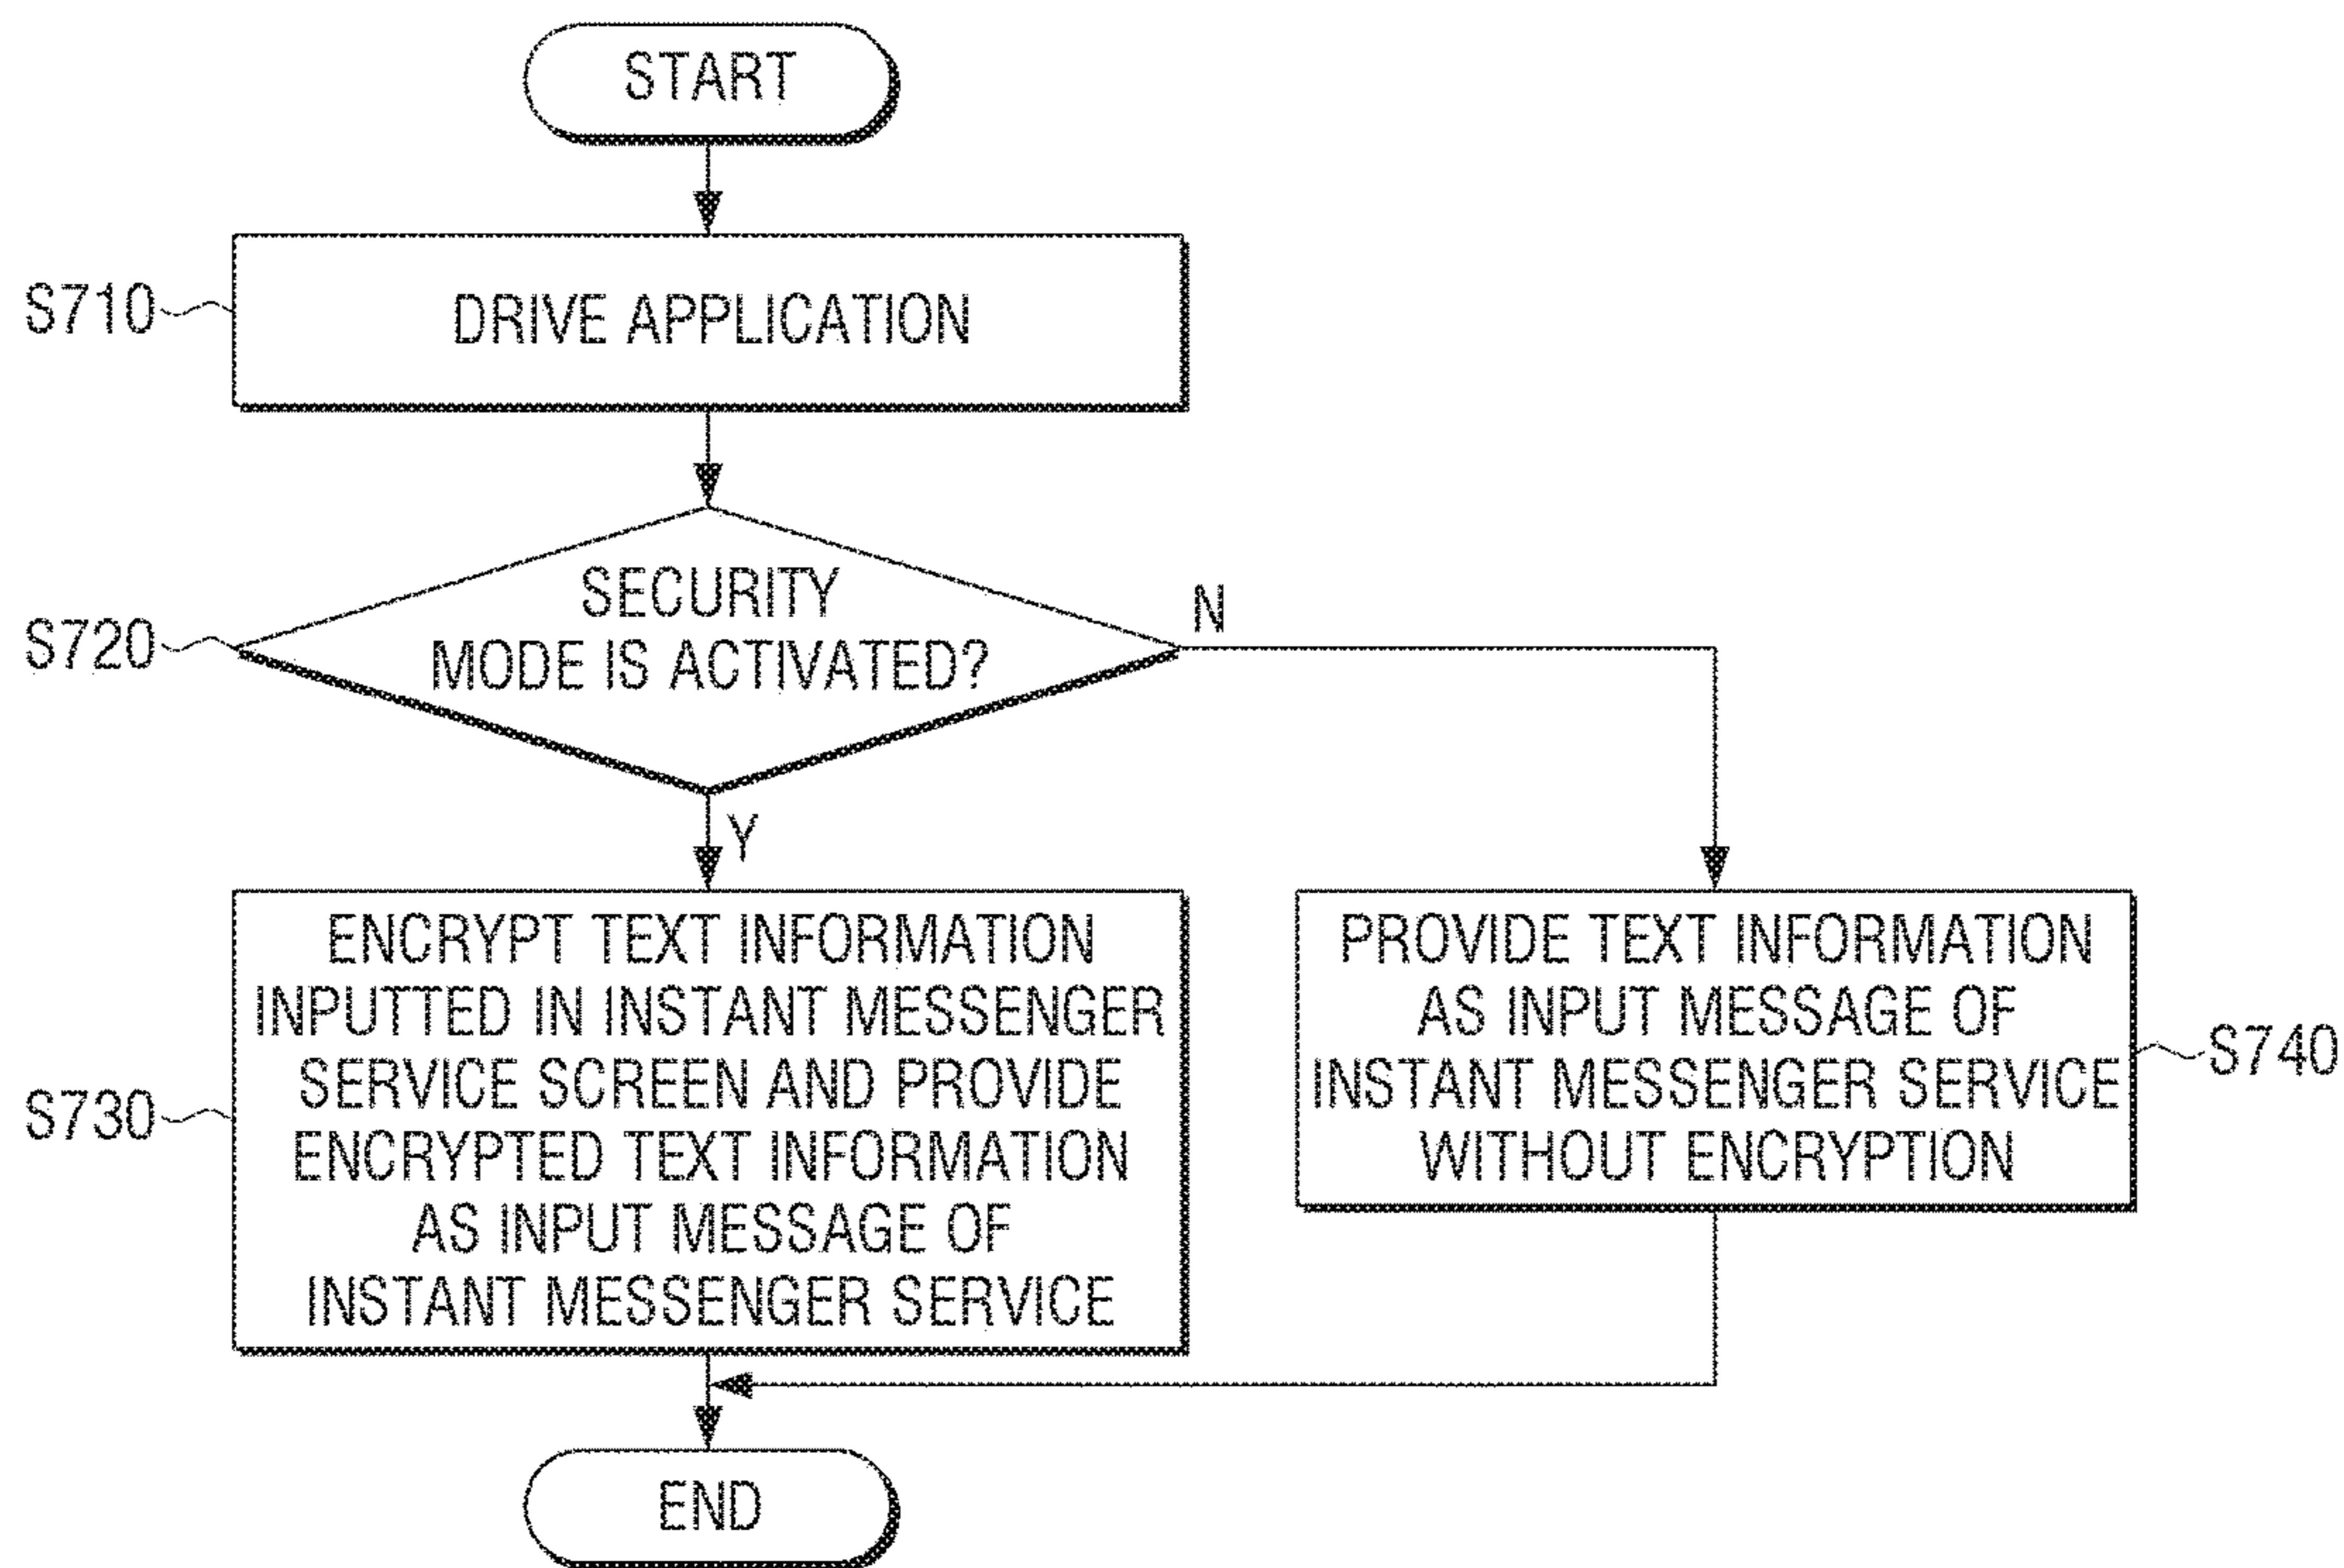 START
S710
DRIVE APPLICATION
S720
SECURITY
MODE IS ACTIVATED?
N
Y
S730
ENCRYPT TEXT INFORMATION
INPUTTED IN INSTANT MESSENGER
SERVICE SCREEN AND PROVIDE
ENCRYPTED TEXT INFORMATION
AS INPUT MESSAGE OF
INSTANT MESSENGER SERVICE
PROVIDE TEXT INFORMATION
AS INPUT MESSAGE OF
INSTANT MESSENGER SERVICE
WITHOUT ENCRYPTION
S740
END